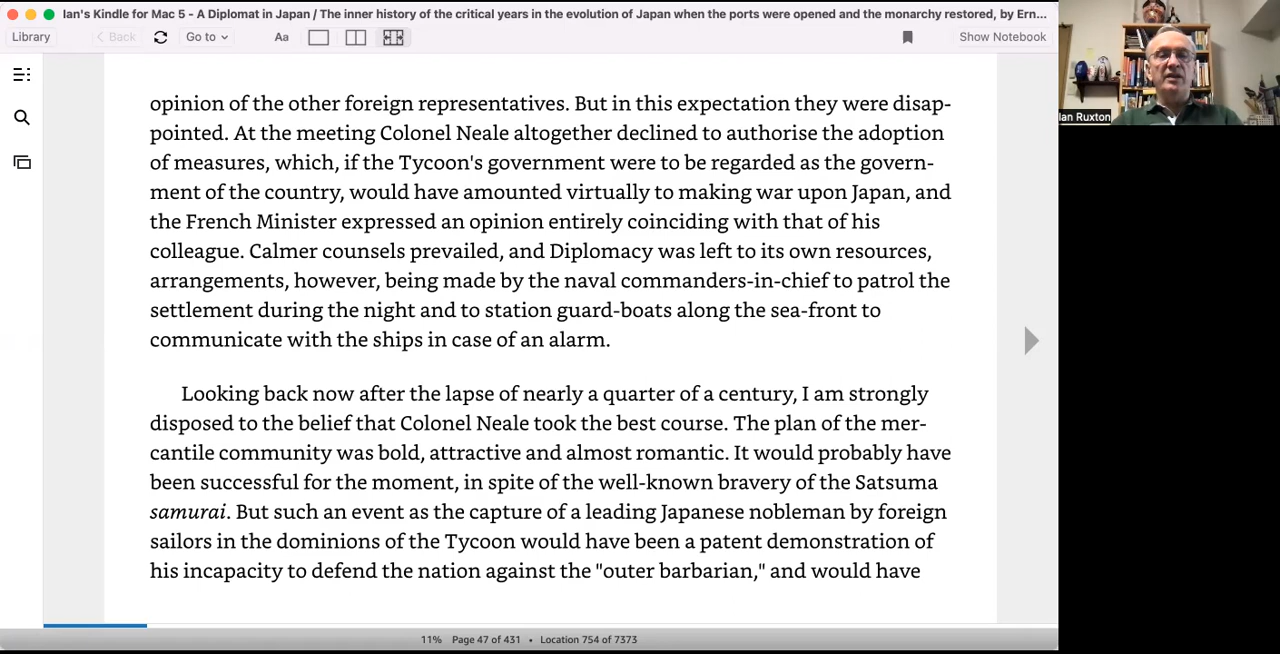 Ian's Kindle for Mac 5 - A Diplomat in Japan / The inner history of the critical years in the evolution of Japan when the ports were opened and the monarchy restored, by Ern...
Library
Back
Go to
Aa
Show Notebook
Ian Ruxton
opinion of the other foreign representatives. But in this expectation they were disap-
pointed. At the meeting Colonel Neale altogether declined to authorise the adoption
of measures, which, if the Tycoon's government were to be regarded as the govern-
ment of the country, would have amounted virtually to making war upon Japan, and
the French Minister expressed an opinion entirely coinciding with that of his
colleague. Calmer counsels prevailed, and Diplomacy was left to its own resources,
arrangements, however, being made by the naval commanders-in-chief to patrol the
settlement during the night and to station guard-boats along the sea-front to
communicate with the ships in case of an alarm.
Looking back now after the lapse of nearly a quarter of a century, I am strongly
disposed to the belief that Colonel Neale took the best course. The plan of the mer-
cantile community was bold, attractive and almost romantic. It would probably have
been successful for the moment, in spite of the well-known bravery of the Satsuma
samurai. But such an event as the capture of a leading Japanese nobleman by foreign
sailors in the dominions of the Tycoon would have been a patent demonstration of
his incapacity to defend the nation against the "outer barbarian," and would have
11% Page 47 of 431 • Location 754 of 7373